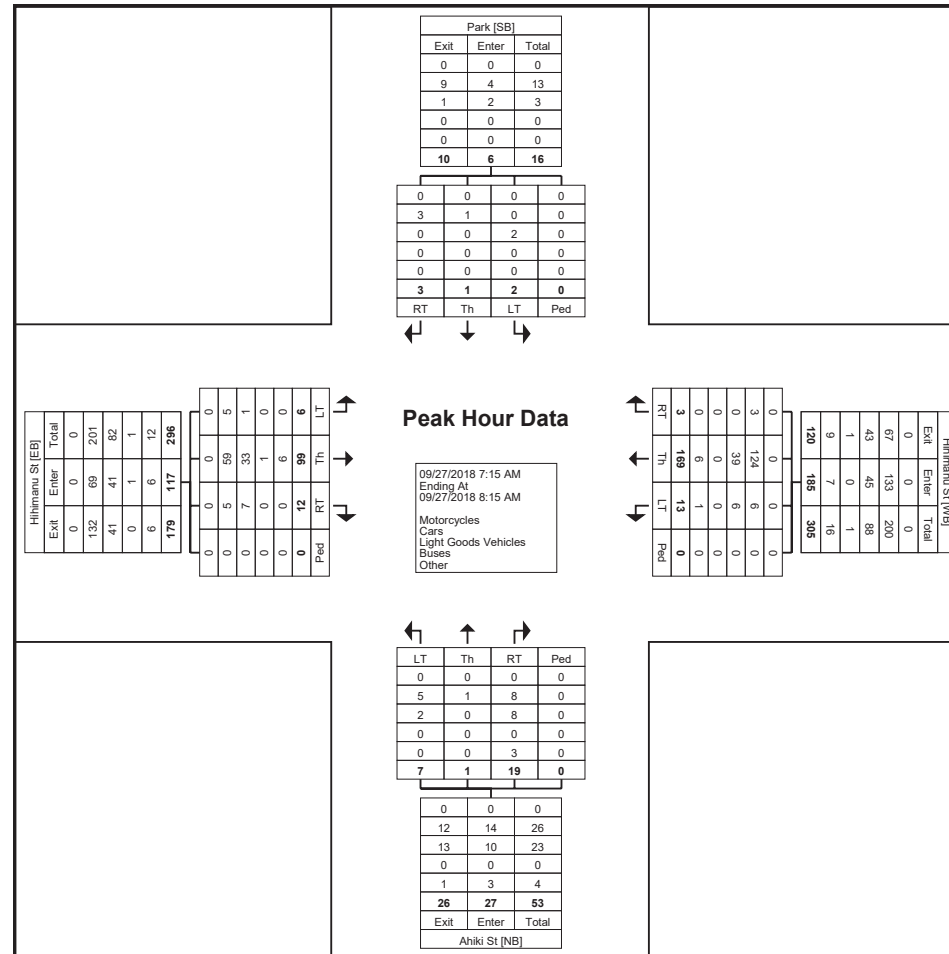 Park [SB]
Exit Enter Total
0 0 0
9 4 13
1 2 3
0 0 0
0 0 0
10 6 16
0 0 0 0
3 1 0 0
0 0 2 0
0 0 0 0
0 0 0 0
3 1 2 0
RT Th LT Ped
Hihimanu St [EB]
Exit Enter Total
0 0 0
132 69 201
41 41 82
0 1 1
6 6 12
179 117 296
LT Th RT Ped
6 99 12 0
0 6 0 0
0 1 0 0
1 33 7 0
5 59 5 0
0 0 0 0
Peak Hour Data
09/27/2018 7:15 AM
Ending At
09/27/2018 8:15 AM
Motorcycles
Cars
Light Goods Vehicles
Buses
Other
Hihimanu St [WB]
Exit Enter Total
0 0 0
67 133 200
43 45 88
1 0 1
9 7 16
120 185 305
0 0 0 0
3 124 6 0
0 39 6 0
0 0 0 0
0 6 1 0
3 169 13 0
RT Th LT Ped
LT Th RT Ped
0 0 0 0
5 1 8 0
2 0 8 0
0 0 0 0
0 0 3 0
7 1 19 0
0 0 0
12 14 26
13 10 23
0 0 0
1 3 4
26 27 53
Exit Enter Total
Ahiki St [NB]